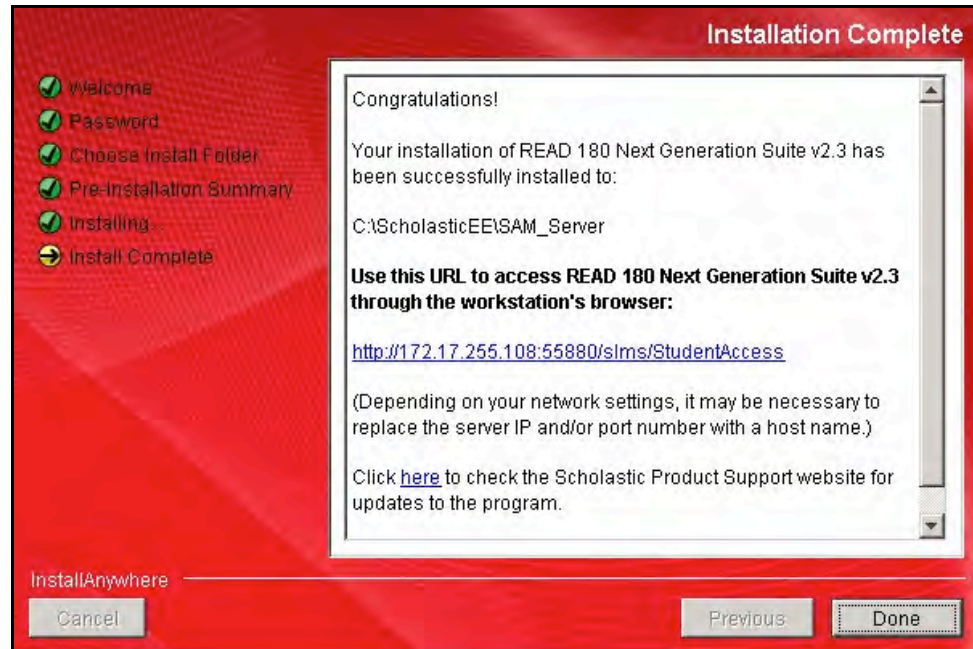 Installation Complete
Welcome
Password
Choose Install Folder
Pre-Installation Summary
Installing...
Install Complete
Congratulations!
Your installation of READ 180 Next Generation Suite v2.3 has
been successfully installed to:
C:\ScholasticEE\SAM_Server
Use this URL to access READ 180 Next Generation Suite v2.3
through the workstation's browser:
http://172.17.255.108:55880/slms/StudentAccess
(Depending on your network settings, it may be necessary to
replace the server IP and/or port number with a host name.)
Click here to check the Scholastic Product Support website for
updates to the program.
InstallAnywhere
Cancel
Previous
Done